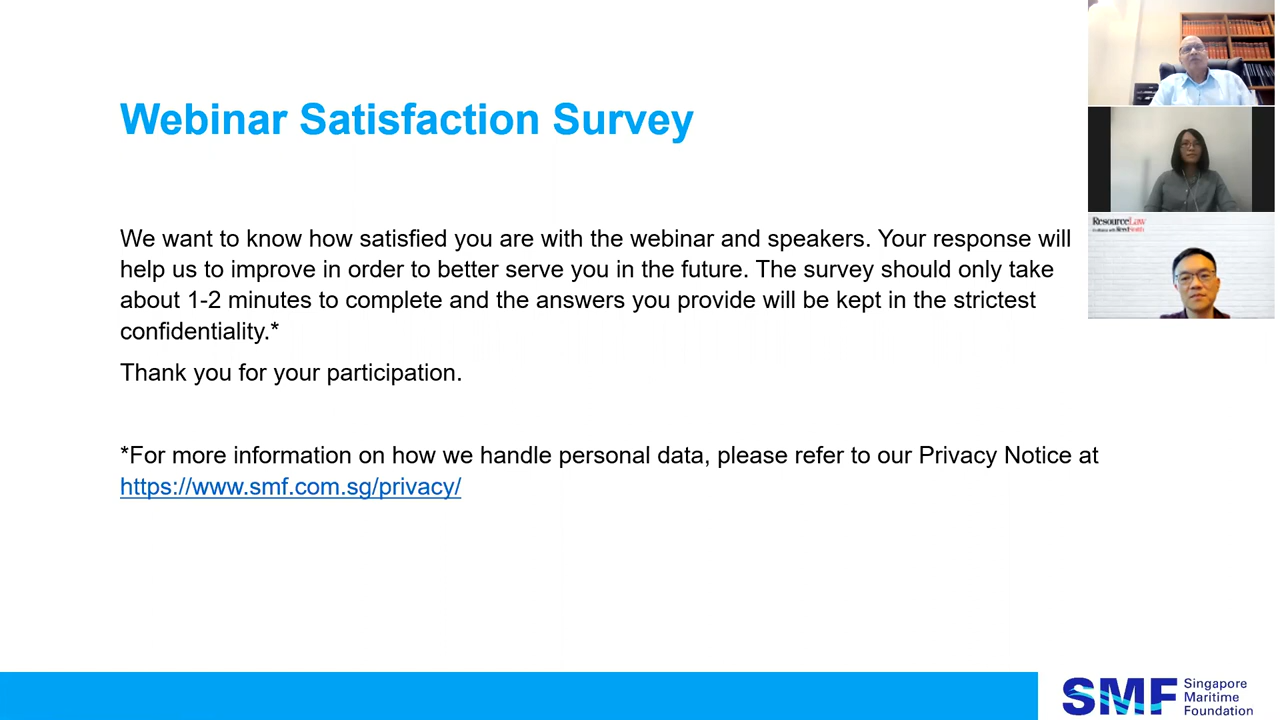 Webinar Satisfaction Survey
We want to know how satisfied you are with the webinar and speakers. Your response will
help us to improve in order to better serve you in the future. The survey should only take
about 1-2 minutes to complete and the answers you provide will be kept in the strictest
confidentiality.*
Thank you for your participation.
*For more information on how we handle personal data, please refer to our Privacy Notice at
https://www.smf.com.sg/privacy/
ResourceLaw
SMF
Singapore
Maritime
Foundation